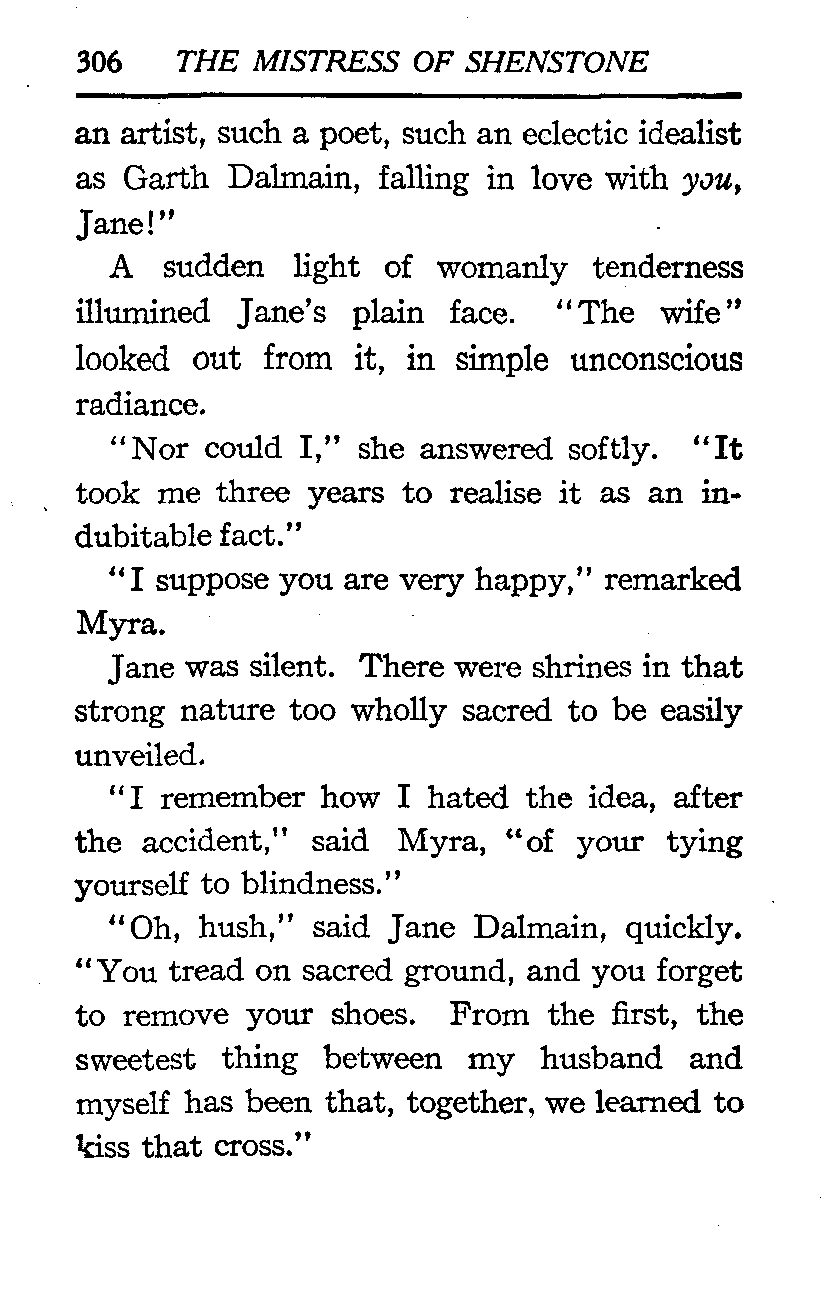 306 THE MISTRESS OF SHENSTONE
an artist, such a poet, such an eclectic idealist
as Garth Dalmain, falling in love with you,
Jane!"
A sudden light of womanly tenderness
illumined Jane's plain face. "The wife"
looked out from it, in simple unconscious
radiance.
"Nor could I," she answered softly. "It
took me three years to realise it as an in-
dubitable fact."
"I suppose you are very happy," remarked
Myra.
Jane was silent. There were shrines in that
strong nature too wholly sacred to be easily
unveiled.
"I remember how I hated the idea, after
the accident," said Myra, "of your tying
yourself to blindness."
"Oh, hush," said Jane Dalmain, quickly.
"You tread on sacred ground, and you forget
to remove your shoes. From the first, the
sweetest thing between my husband and
myself has been that, together, we learned to
kiss that cross."